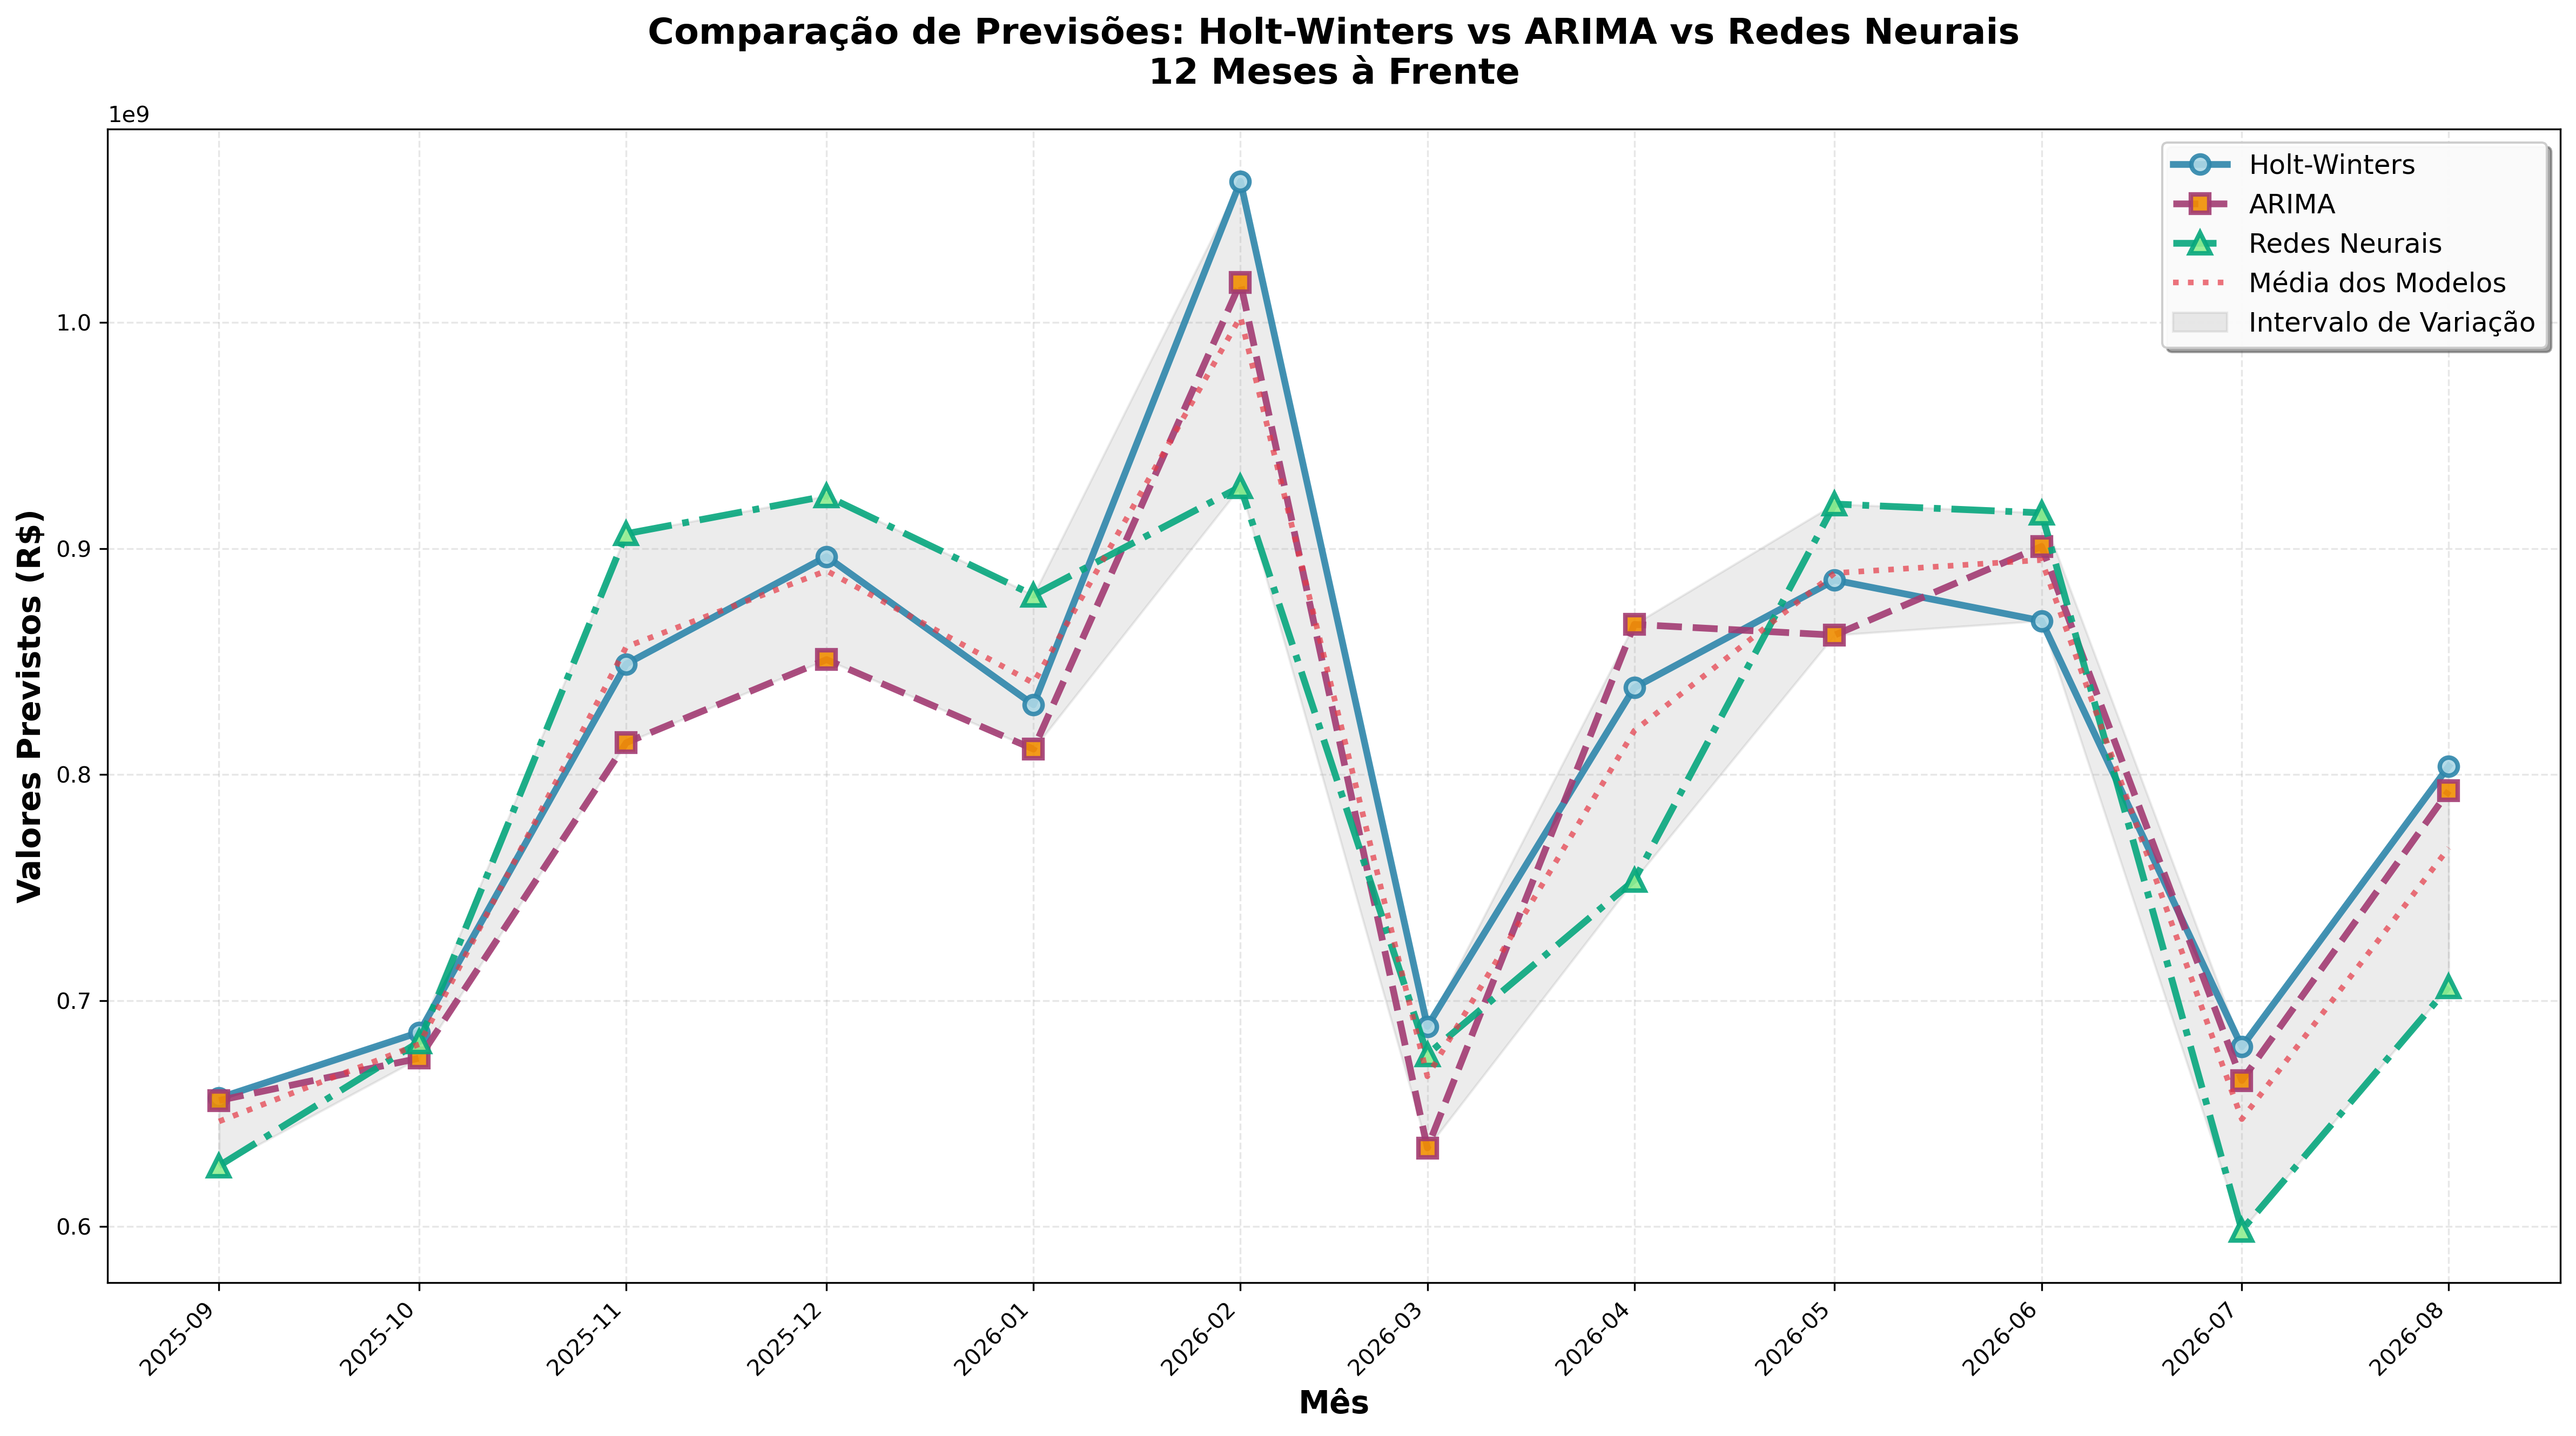 Comparação de Previsões: Holt-Winters vs ARIMA vs Redes Neurais
12 Meses à Frente
1e9
Holt-Winters
ARIMA
Redes Neurais
Média dos Modelos
Intervalo de Variação
Valores Previstos (R$)
1.0
0.9
0.8
0.7
0.6
2025-09
2025-10
2025-11
2025-12
2026-01
2026-02
2026-03
2026-04
2026-05
2026-06
2026-07
2026-08
Mês